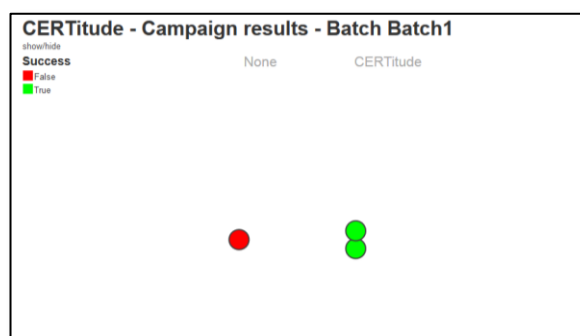 CERTitude - Campaign results - Batch Batch1
show/hide
Success
None CERTitude
False
True